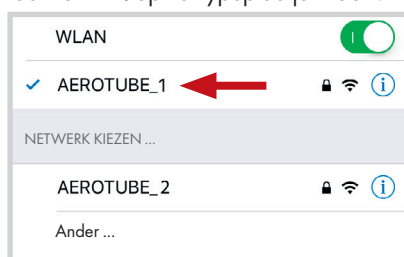 WLAN
AEROTUBE_1
NETWERK KIEZEN ...
AEROTUBE_2
Ander ...